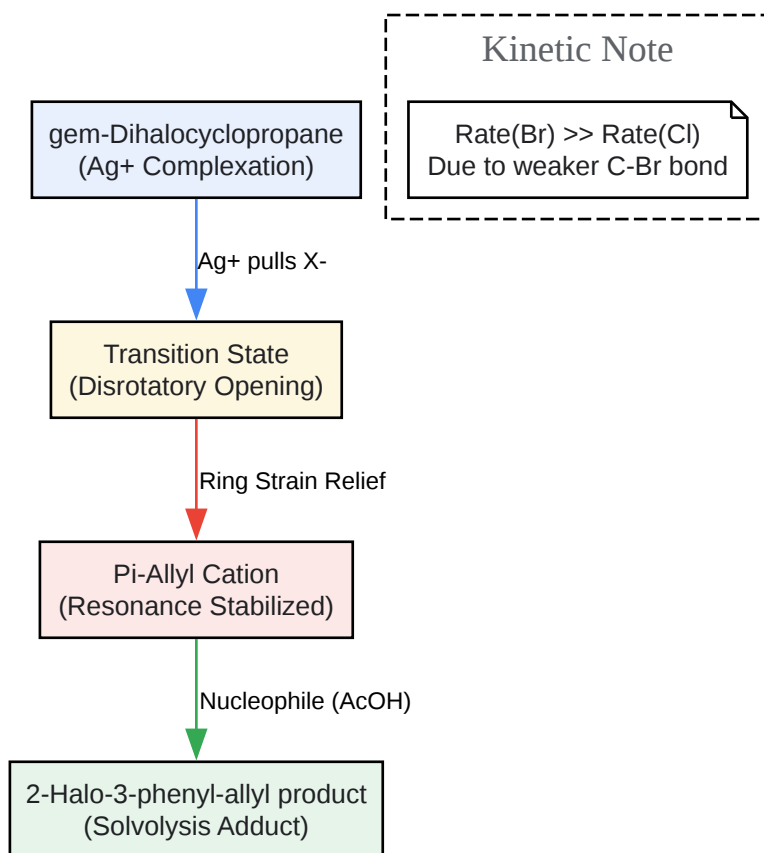 Kinetic Note
gem-Dihalocyclopropane
(Ag+ Complexation)
Rate(Br) >> Rate(Cl)
Due to weaker C-Br bond
Ag+ pulls X-
Transition State
(Disrotatory Opening)
Ring Strain Relief
Pi-Allyl Cation
(Resonance Stabilized)
Nucleophile (AcOH)
2-Halo-3-phenyl-allyl product
(Solvolysis Adduct)